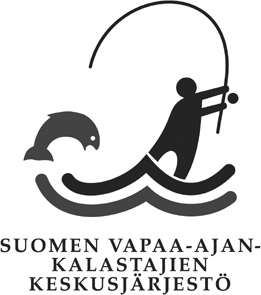 SUOMEN VAPAA-AJAN-
KALASTAJIEN
KESKUSJÄRJESTÖ